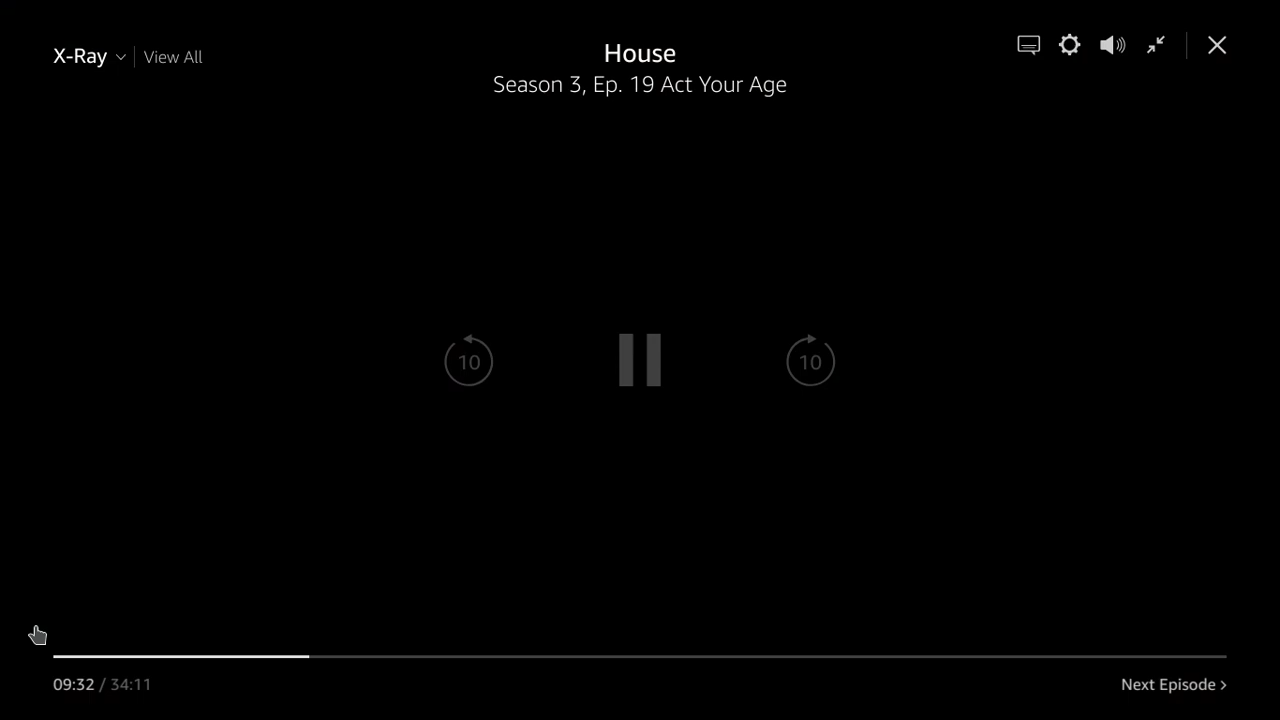 X-Ray
View All
House
Season 3, Ep. 19 Act Your Age
10
10
09:32 / 34:11
Next Episode